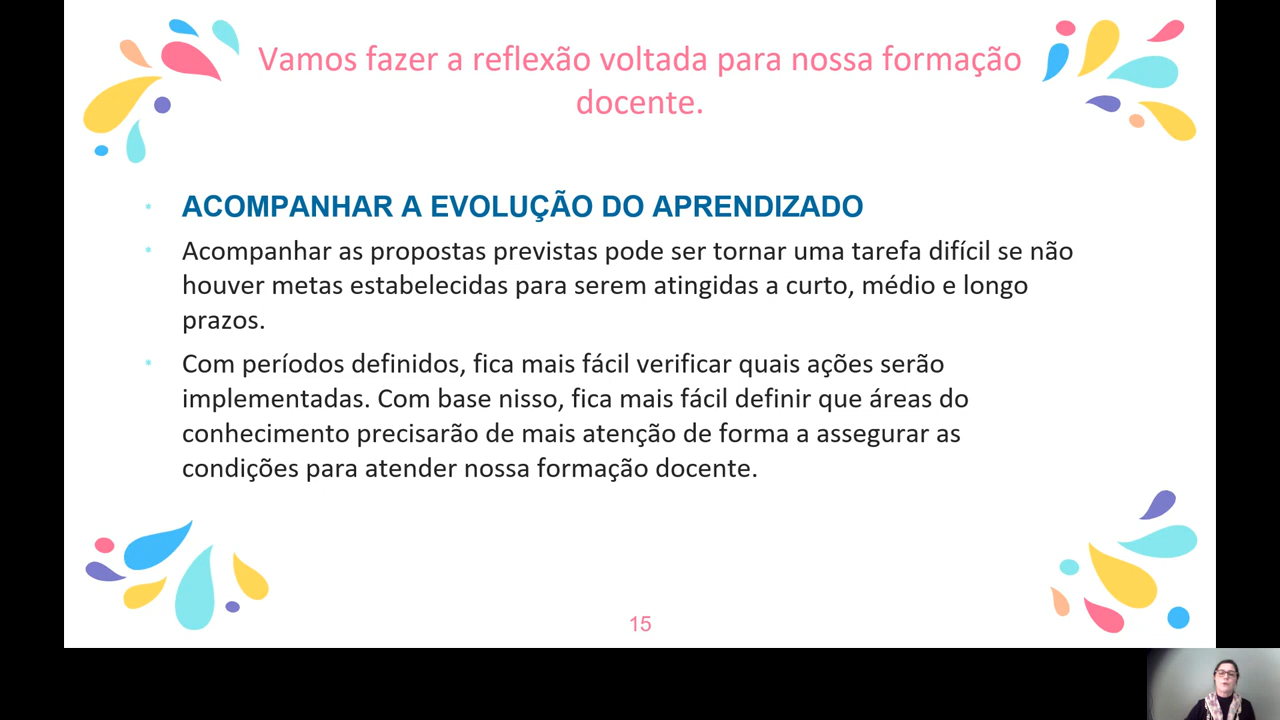 Vamos fazer a reflexão voltada para nossa formação
docente.
ACOMPANHAR A EVOLUÇÃO DO APRENDIZADO
Acompanhar as propostas previstas pode ser tornar uma tarefa difícil se não
houver metas estabelecidas para serem atingidas a curto, médio e longo
prazos.
Com períodos definidos, fica mais fácil verificar quais ações serão
implementadas. Com base nisso, fica mais fácil definir que áreas do
conhecimento precisarão de mais atenção de forma a assegurar as
condições para atender nossa formação docente.
15